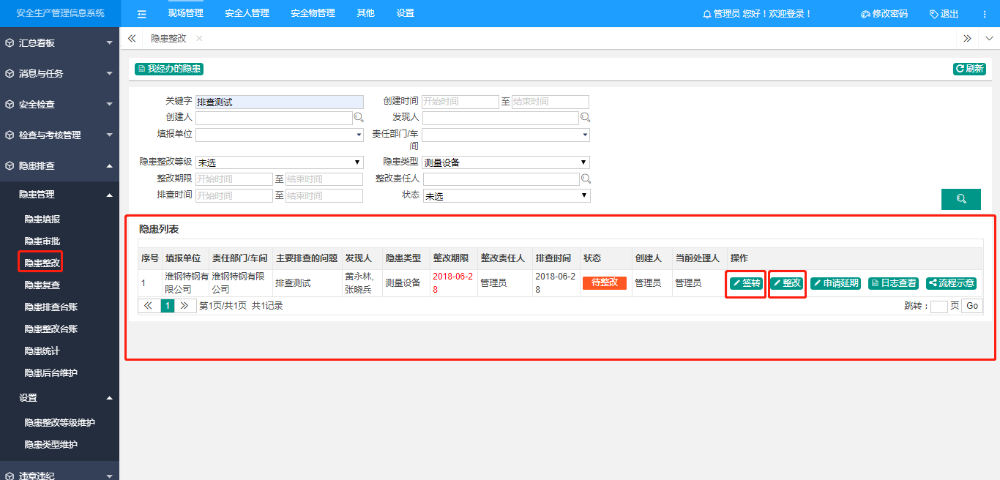 安全生产管理信息系统 现场管理 安全人管理 安全物管理 其他 设置 管理员 您好！欢迎登录！ 修改密码 退出
隐患整改
汇总看板
消息与任务
安全检查
检查与考核管理
隐患排查
隐患管理
隐患填报
隐患审批
隐患整改
隐患复查
隐患排查台账
隐患整改台账
隐患统计
隐患后台维护
设置
隐患整改等级维护
隐患类型维护
违章违纪
我经办的隐患 刷新
关键字 排查测试 创建时间 开始时间 至 结束时间
创建人 发现人
填报单位 责任部门/车
间
隐患整改等级 未选 隐患类型 测量设备
整改期限 开始时间 至 结束时间 整改责任人
排查时间 开始时间 至 结束时间 状态 未选
隐患列表
序号 填报单位 责任部门/车间 主要排查的问题 发现人 隐患类型 整改期限 整改责任人 排查时间 状态 创建人 当前处理人 操作
1 淮钢特钢有 淮钢特钢有限 排查测试 黄永林, 测量设备 2018-06-2 管理员 2018-06-2 待整改 管理员 管理员 签转 整改 申请延期 日志查看 流程示意
限公司 公司 张晓兵 8 8
1 第1页/共1页 共1记录 跳转： 页 Go